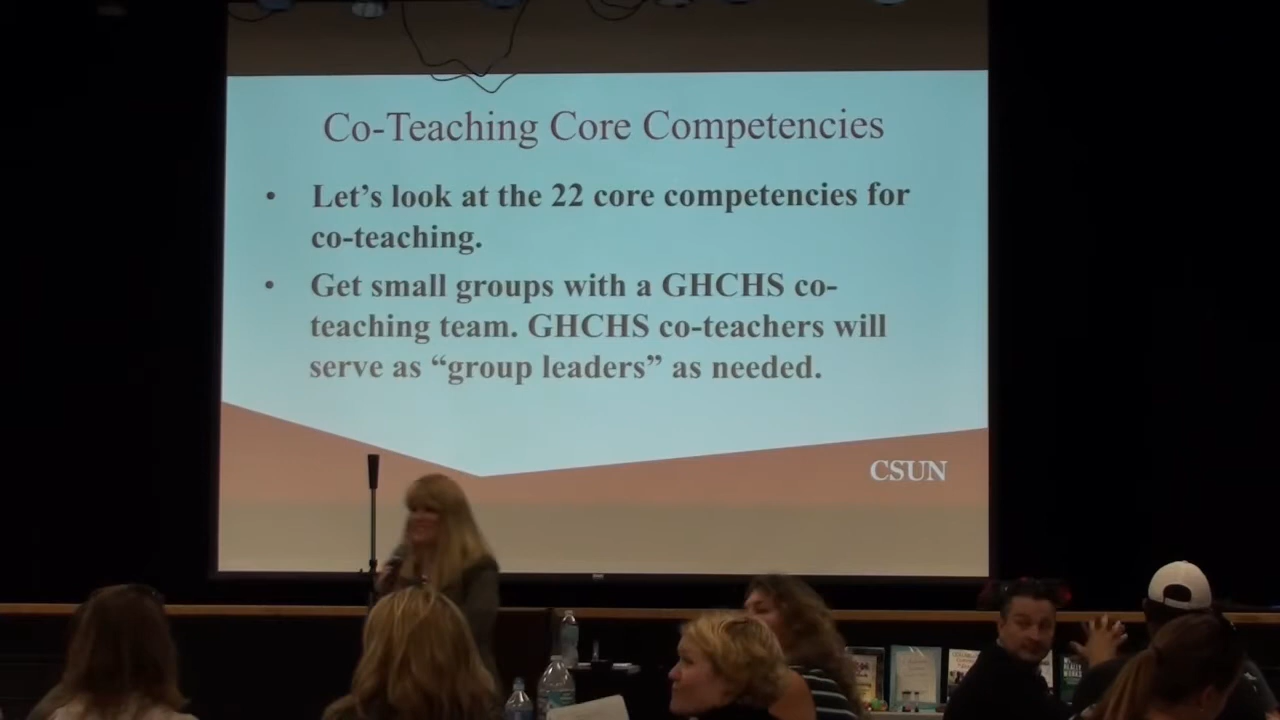 Co-Teaching Core Competencies
• Let’s look at the 22 core competencies for
co-teaching.
• Get small groups with a GHCHS co-
teaching team. GHCHS co-teachers will
serve as “group leaders” as needed.
CSUN